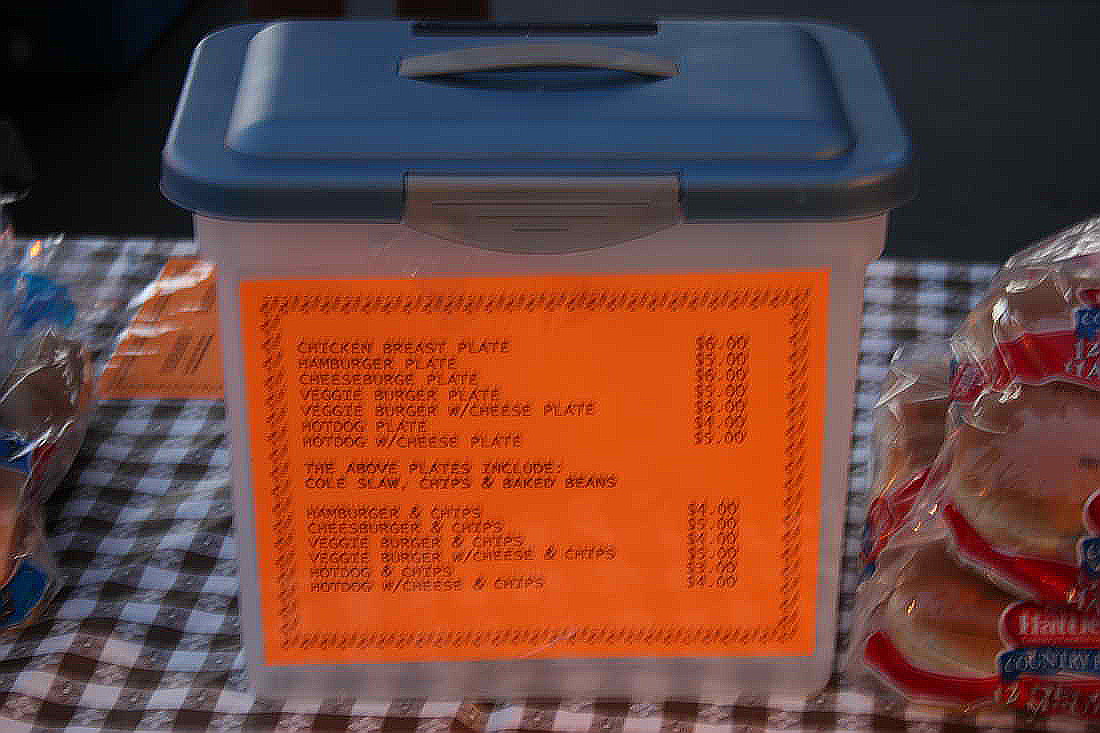 CHICKEN BREAST PLATE $6.00
HAMBURGER PLATE $5.00
CHEESEBURGE PLATE $6.00
VEGGIE BURGER PLATE $5.00
VEGGIE BURGER W/CHEESE PLATE $6.00
HOTDOG PLATE $4.00
HOTDOG W/CHEESE PLATE $5.00
THE ABOVE PLATES INCLUDE:
COLE SLAW, CHIPS & BAKED BEANS
HAMBURGER & CHIPS $4.00
CHEESBURGER & CHIPS $5.00
VEGGIE BURGER & CHIPS $4.00
VEGGIE BURGER W/CHEESE & CHIPS $5.00
HOTDOG & CHIPS $3.00
HOTDOG W/CHEESE & CHIPS $4.00
COUNTRY
12